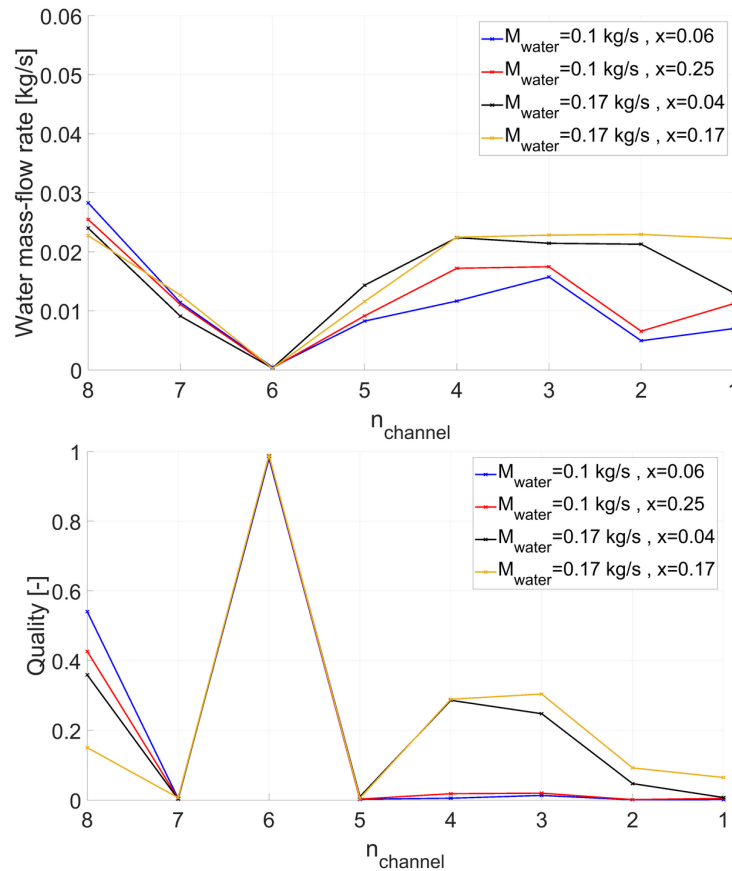 Water mass-flow rate [kg/s]
0.06
0.05
0.04
0.03
0.02
0.01
0
M_water=0.1 kg/s , x=0.06
M_water=0.1 kg/s , x=0.25
M_water=0.17 kg/s , x=0.04
M_water=0.17 kg/s , x=0.17
8 7 6 5 4 3 2 1
n_channel
Quality [-]
1
0.8
0.6
0.4
0.2
0
M_water=0.1 kg/s , x=0.06
M_water=0.1 kg/s , x=0.25
M_water=0.17 kg/s , x=0.04
M_water=0.17 kg/s , x=0.17
8 7 6 5 4 3 2 1
n_channel